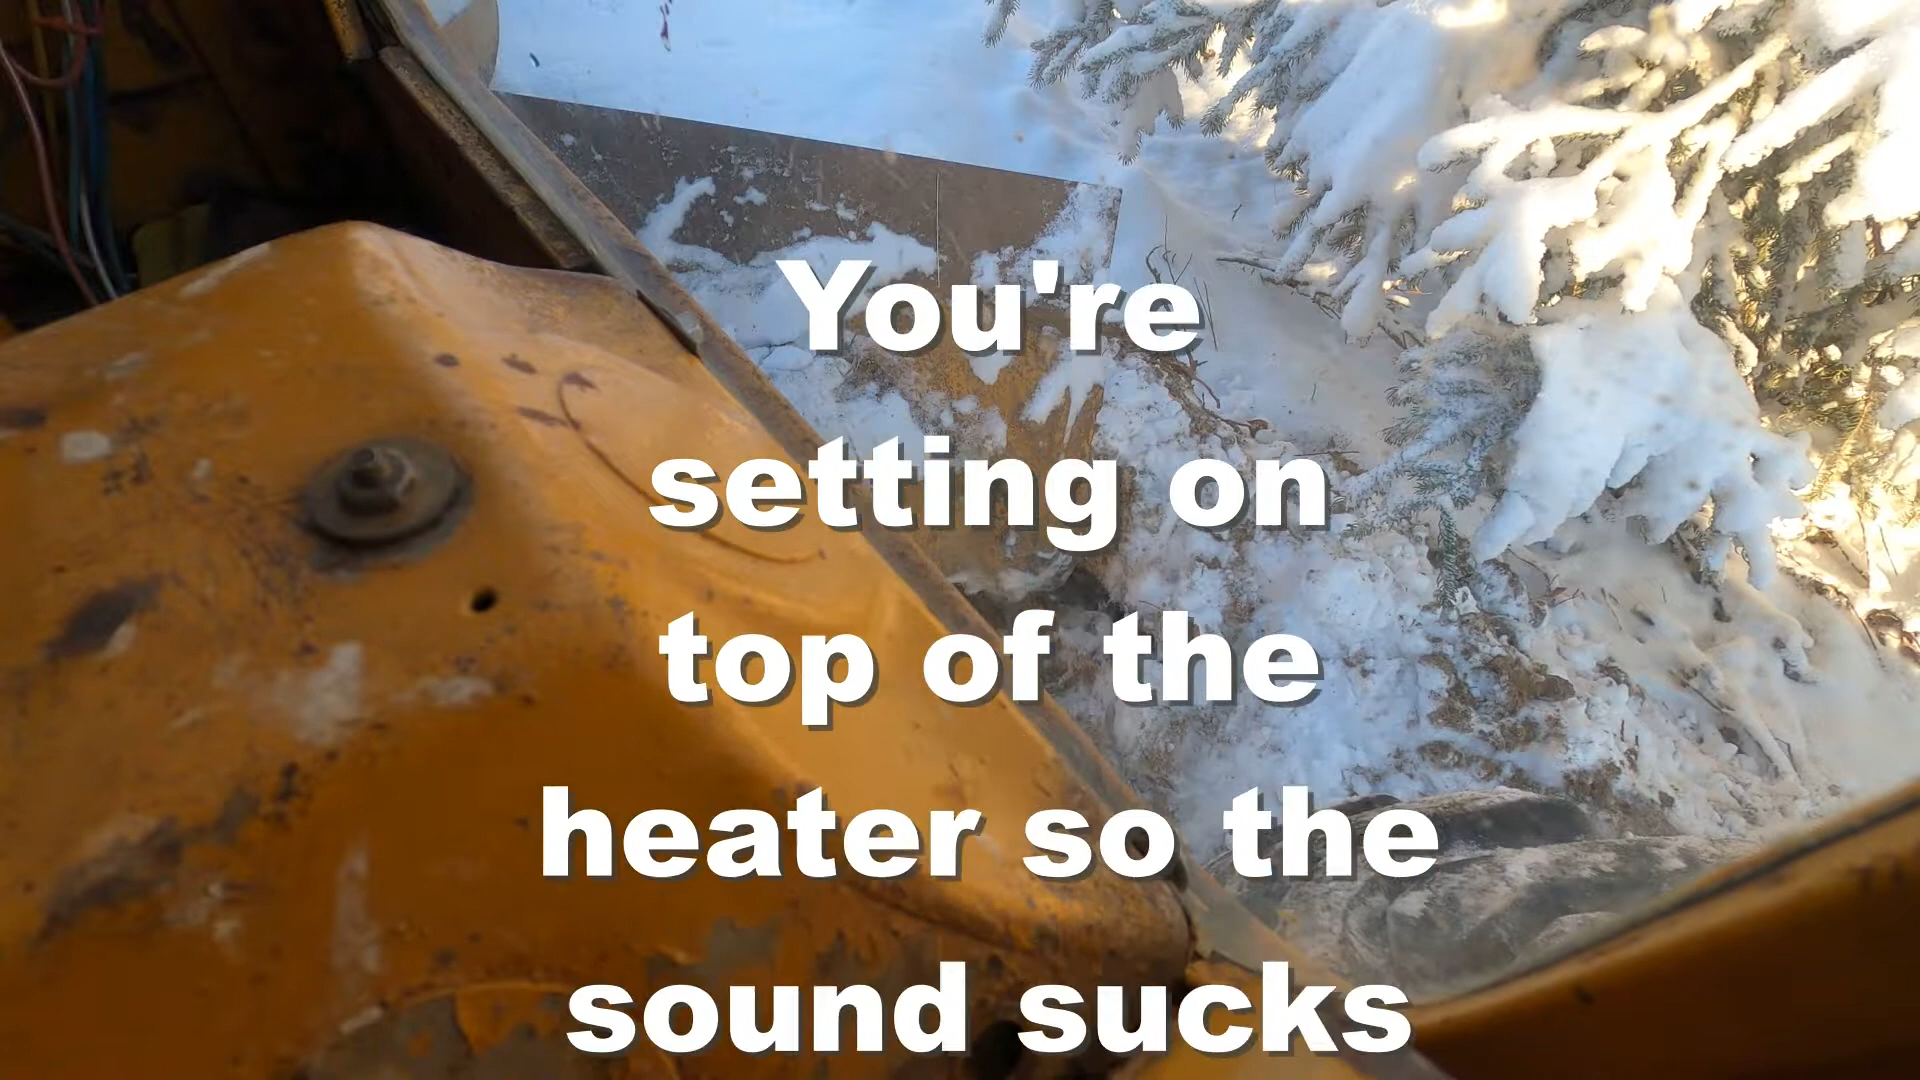 You're
setting on
top of the
heater so the
sound sucks